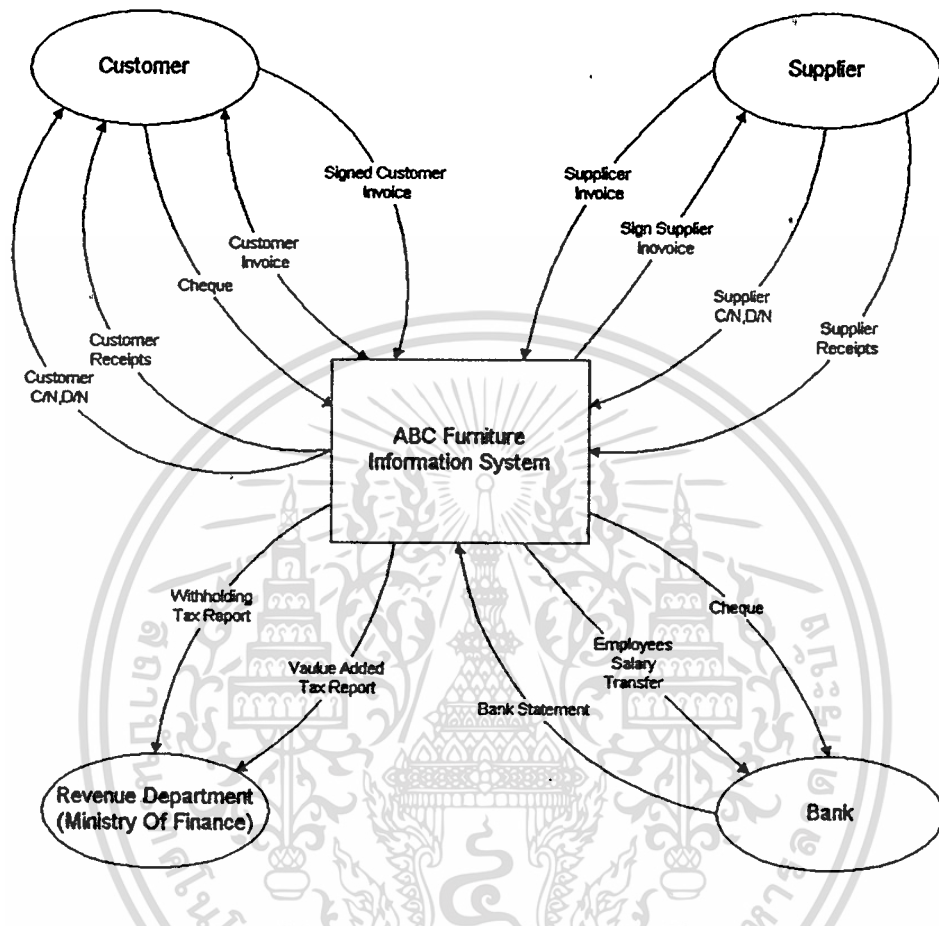 Customer
Supplier
Signed Customer
Invoice
Supplicer
Invoice
Customer
Invoice
Sign Supplier
Inovoice
Cheque
Customer
Receipts
Supplier
C/N,D/N
Supplier
Receipts
Customer
C/N,D/N
ABC Furniture
Information System
Withholding
Tax Report
Vaulue Added
Tax Report
Bank Statement
Employees
Salary
Transfer
Cheque
Revenue Department
(Ministry Of Finance)
Bank